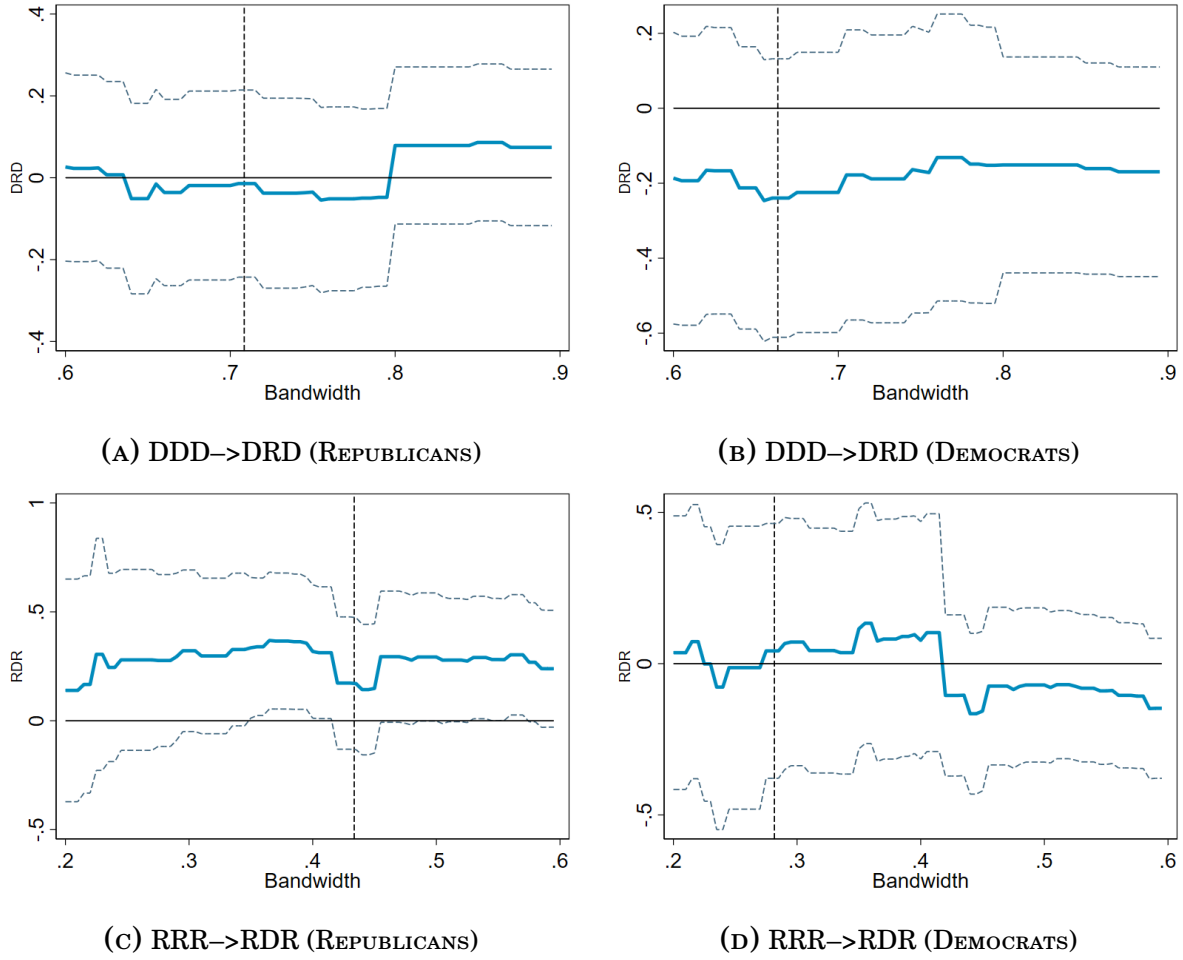 .4
.2
0
-.2
-.4
DRD
.6
.7
.8
.9
Bandwidth
(A) DDD–>DRD (Republicans)
.2
0
-.2
-.4
-.6
DRD
.6
.7
.8
.9
Bandwidth
(B) DDD–>DRD (Democrats)
1
.5
0
-.5
RDR
.2
.3
.4
.5
.6
Bandwidth
(C) RRR–>RDR (Republicans)
.5
0
-.5
RDR
.2
.3
.4
.5
.6
Bandwidth
(D) RRR–>RDR (Democrats)